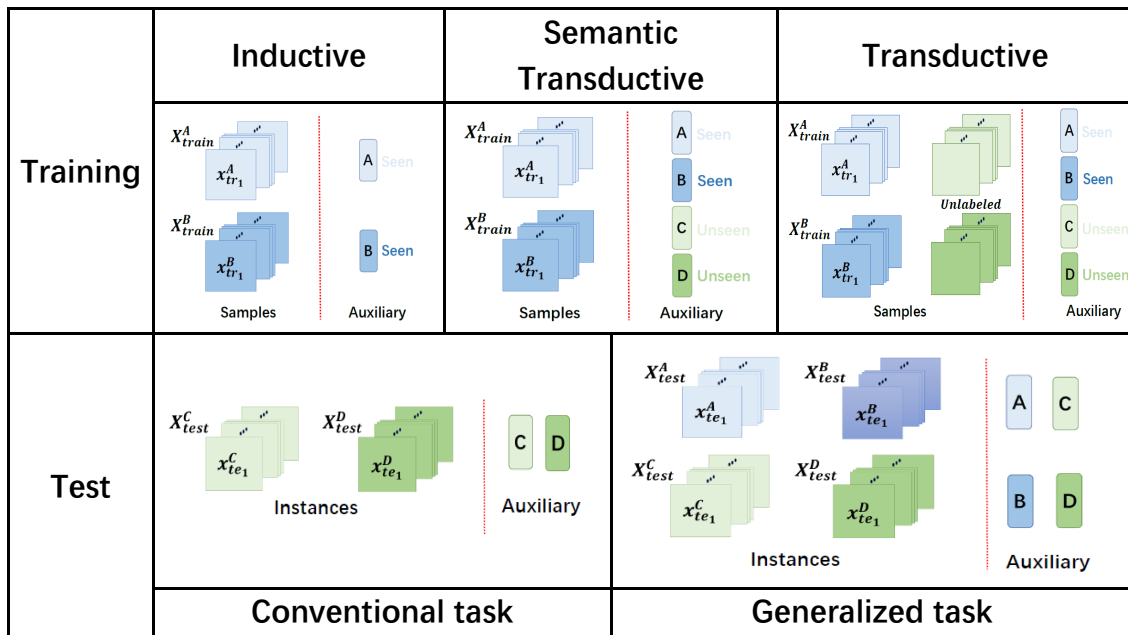 Inductive
Semantic
Transductive
Transductive
Training
X^A_train
x^A_tr1
X^B_train
x^B_tr1
Samples
A Seen
B Seen
Auxiliary
X^A_train
x^A_tr1
X^B_train
x^B_tr1
Samples
A Seen
B Seen
C Unseen
D Unseen
Auxiliary
X^A_train
x^A_tr1
Unlabeled
X^B_train
x^B_tr1
Samples
A Seen
B Seen
C Unseen
D Unseen
Auxiliary
Test
X^C_test
x^C_te1
X^D_test
x^D_te1
Instances
C D
Auxiliary
X^A_test
x^A_te1
X^B_test
x^B_te1
X^C_test
x^C_te1
X^D_test
x^D_te1
Instances
A C
B D
Auxiliary
Conventional task
Generalized task